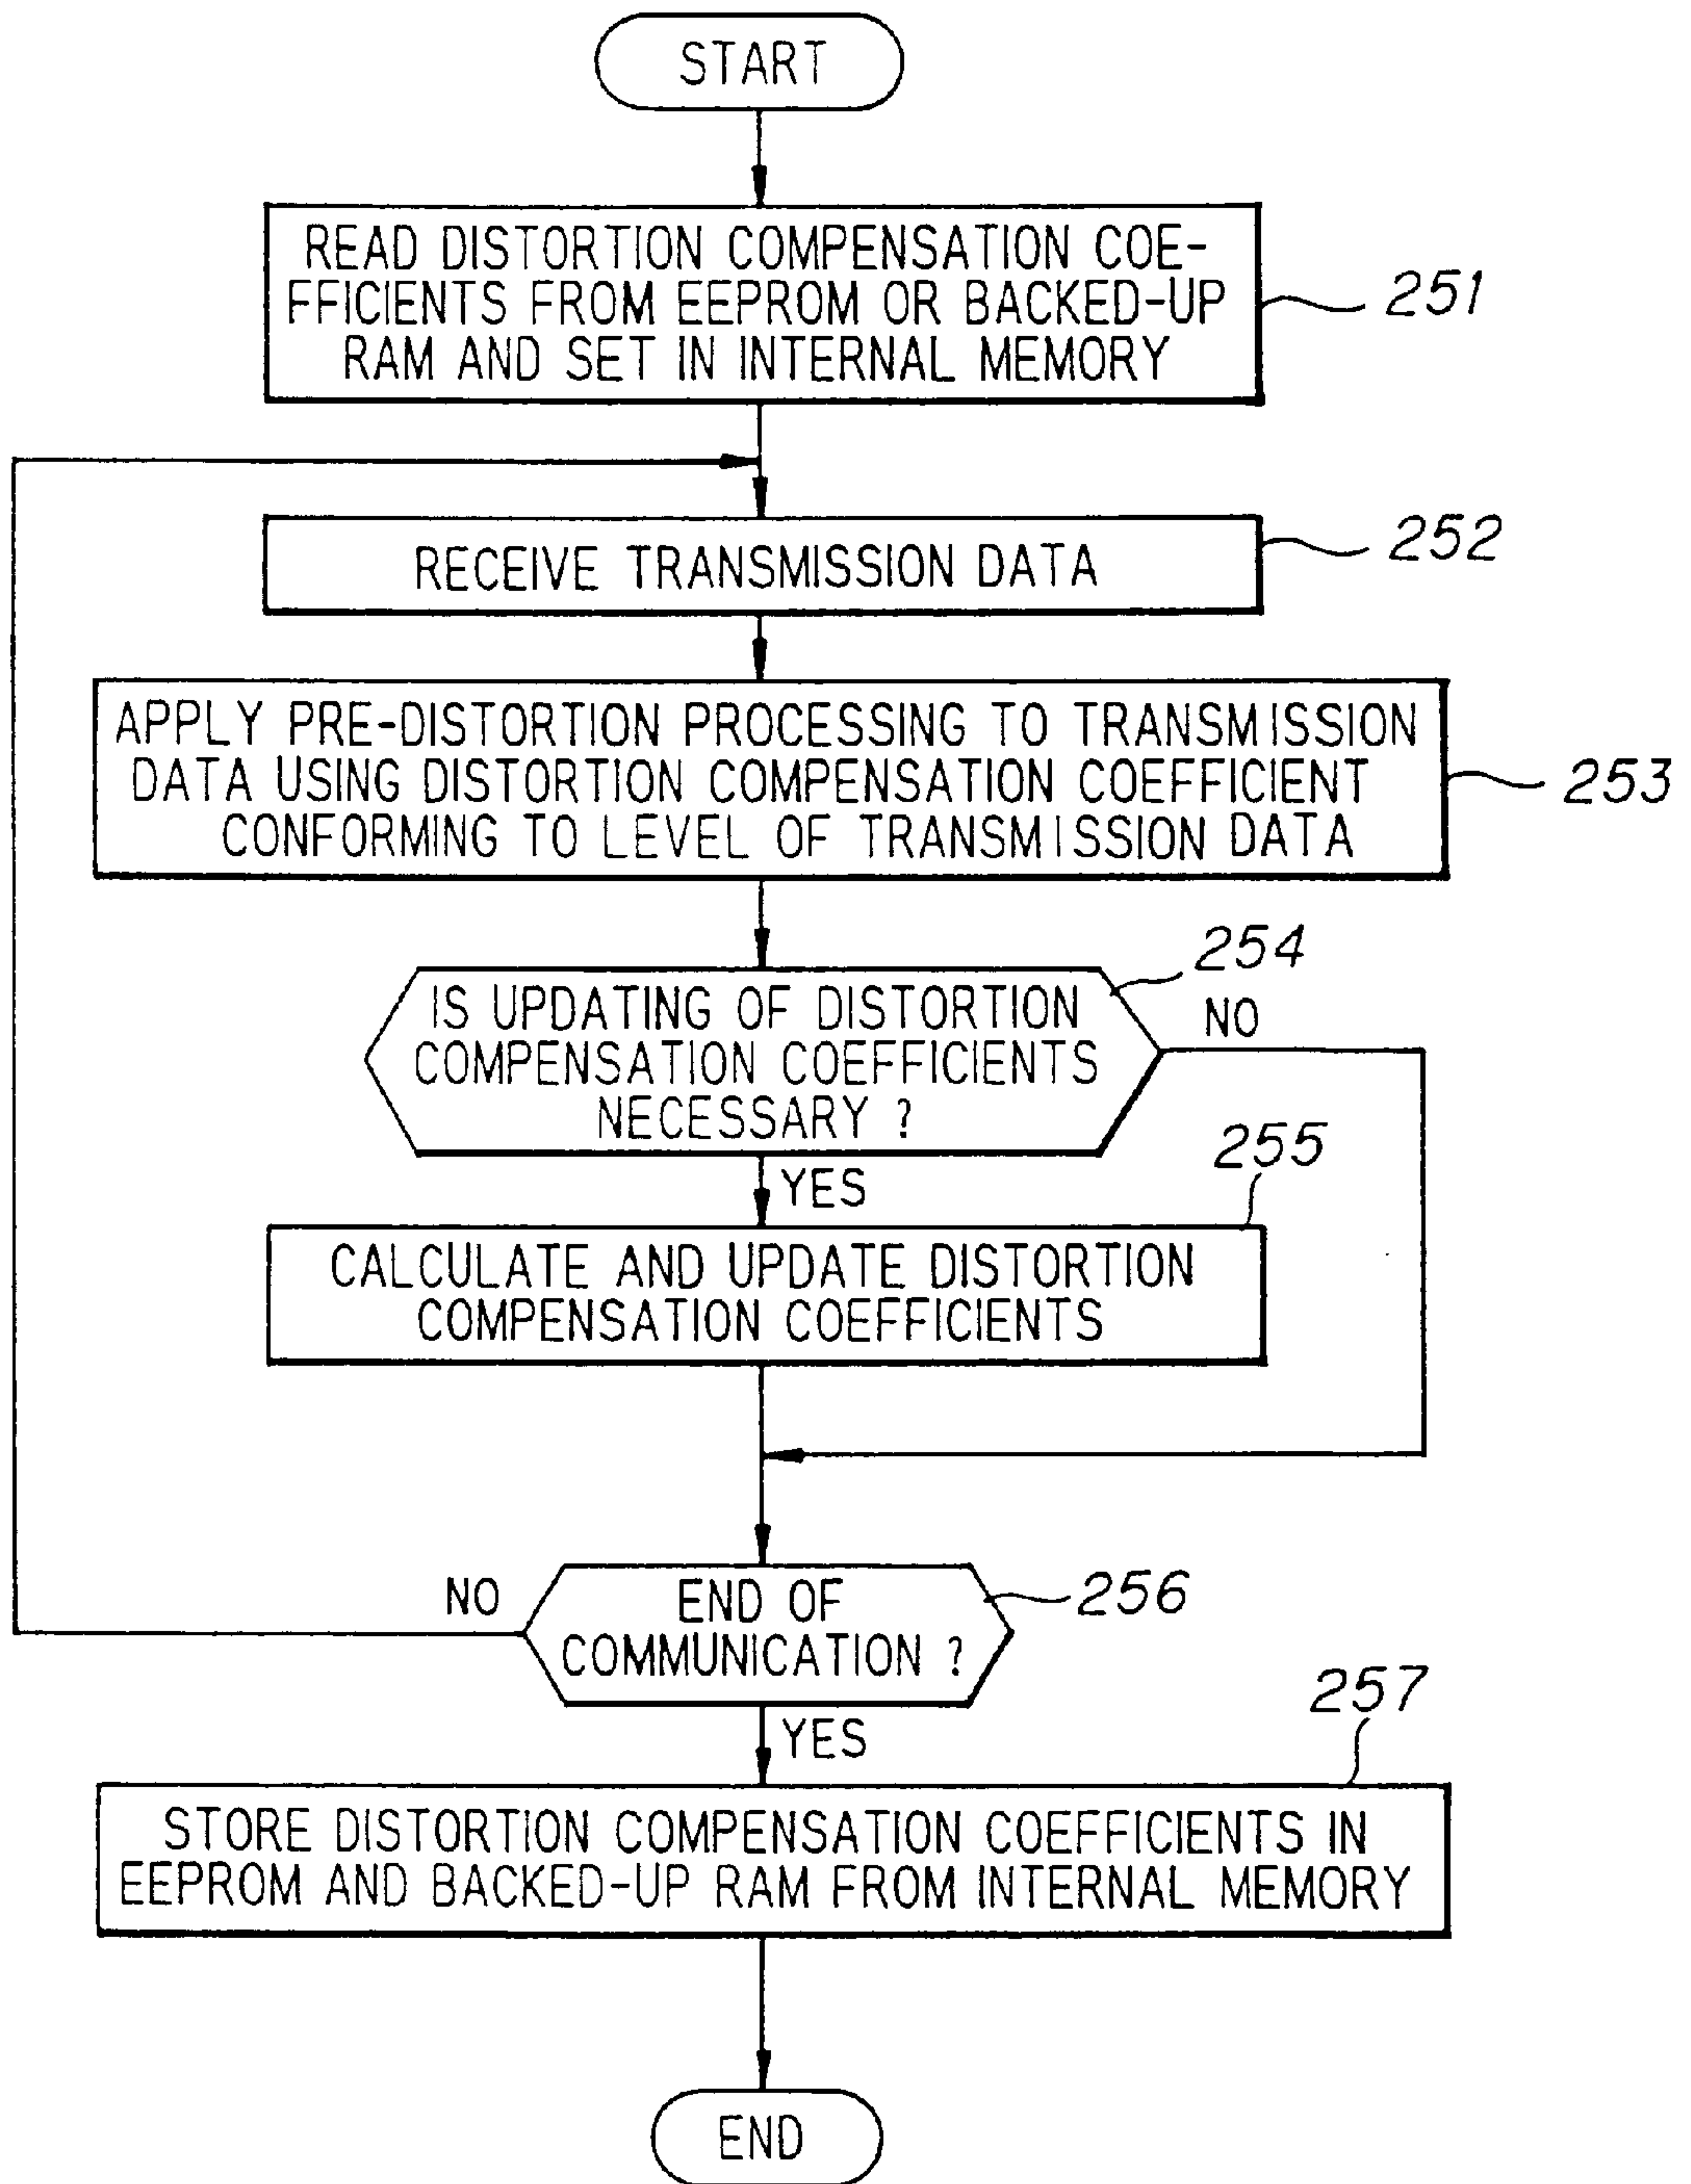 START
READ DISTORTION COMPENSATION COE-
FFICIENTS FROM EEPROM OR BACKED-UP
RAM AND SET IN INTERNAL MEMORY
251
RECEIVE TRANSMISSION DATA
252
APPLY PRE-DISTORTION PROCESSING TO TRANSMISSION
DATA USING DISTORTION COMPENSATION COEFFICIENT
CONFORMING TO LEVEL OF TRANSMISSION DATA
253
254
IS UPDATING OF DISTORTION
COMPENSATION COEFFICIENTS
NECESSARY ?
NO
YES
255
CALCULATE AND UPDATE DISTORTION
COMPENSATION COEFFICIENTS
NO
END OF
COMMUNICATION ?
256
YES
257
STORE DISTORTION COMPENSATION COEFFICIENTS IN
EEPROM AND BACKED-UP RAM FROM INTERNAL MEMORY
END